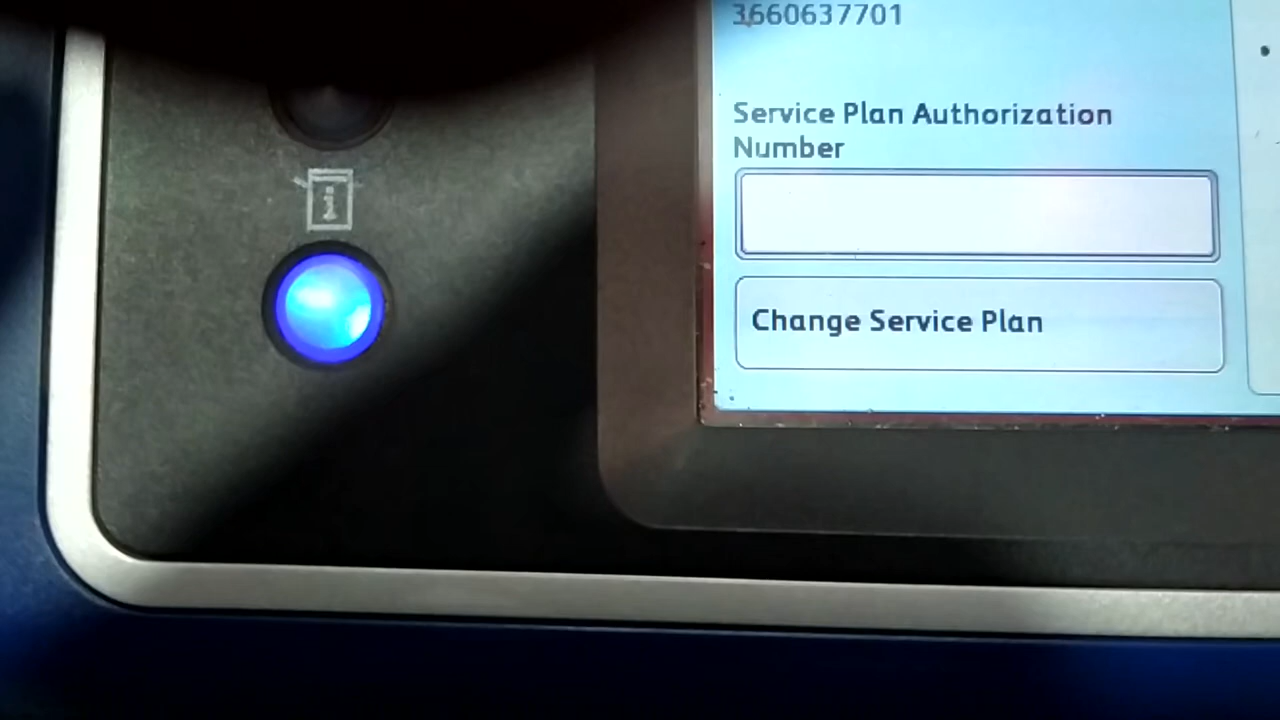 3660637701
Service Plan Authorization
Number
i
Change Service Plan